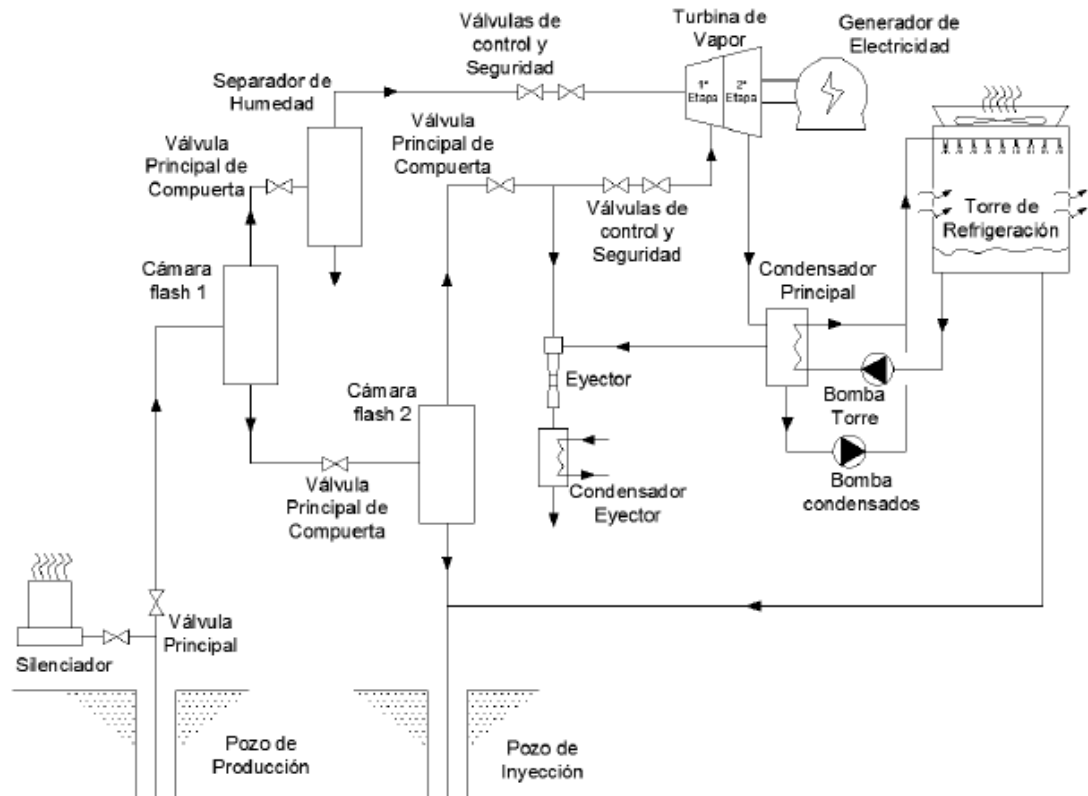 Turbina de
Vapor
Generador de
Electricidad
Válvulas de
control y
Seguridad
Separador de
Humedad
1ª
Etapa
2ª
Etapa
Válvula
Principal de
Compuerta
Válvula
Principal de
Compuerta
Válvulas de
control y
Seguridad
Torre de
Refrigeración
Cámara
flash 1
Condensador
Principal
Cámara
flash 2
Eyector
Bomba
Torre
Válvula
Principal de
Compuerta
Condensador
Eyector
Bomba
condensados
Válvula
Principal
Silenciador
Pozo de
Producción
Pozo de
Inyección